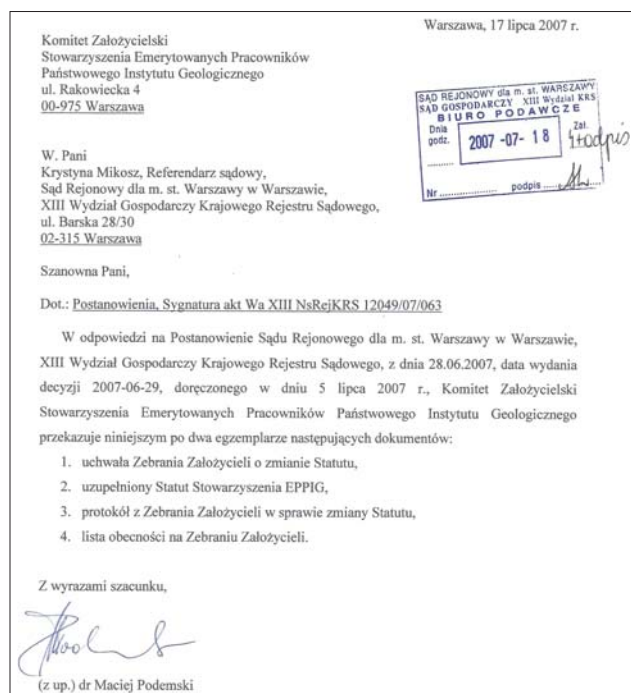 Warszawa, 17 lipca 2007 r.
Komitet Założycielski
Stowarzyszenia Emerytowanych Pracowników
Państwowego Instytutu Geologicznego
ul. Rakowiecka 4
00-975 Warszawa
SĄD REJONOWY dla m. st. WARSZAWY
SĄD GOSPODARCZY XIII Wydział KRS
BIURO PODAWCZE
Dnia
godz.
2007 -07- 18
Zał.
4+odpis
Nr ............ podpis ............
W. Pani
Krystyna Mikosz, Referendarz sądowy,
Sąd Rejonowy dla m. st. Warszawy w Warszawie,
XIII Wydział Gospodarczy Krajowego Rejestru Sądowego,
ul. Barska 28/30
02-315 Warszawa
Szanowna Pani,
Dot.: Postanowienia, Sygnatura akt Wa XIII NsRejKRS 12049/07/063
W odpowiedzi na Postanowienie Sądu Rejonowego dla m. st. Warszawy w Warszawie,
XIII Wydział Gospodarczy Krajowego Rejestru Sądowego, z dnia 28.06.2007, data wydania
decyzji 2007-06-29, doręczonego w dniu 5 lipca 2007 r., Komitet Założycielski
Stowarzyszenia Emerytowanych Pracowników Państwowego Instytutu Geologicznego
przekazuje niniejszym po dwa egzemplarze następujących dokumentów:
1. uchwała Zebrania Założycieli o zmianie Statutu,
2. uzupełniony Statut Stowarzyszenia EPPIG,
3. protokół z Zebrania Założycieli w sprawie zmiany Statutu,
4. lista obecności na Zebraniu Założycieli.
Z wyrazami szacunku,
(z up.) dr Maciej Podemski